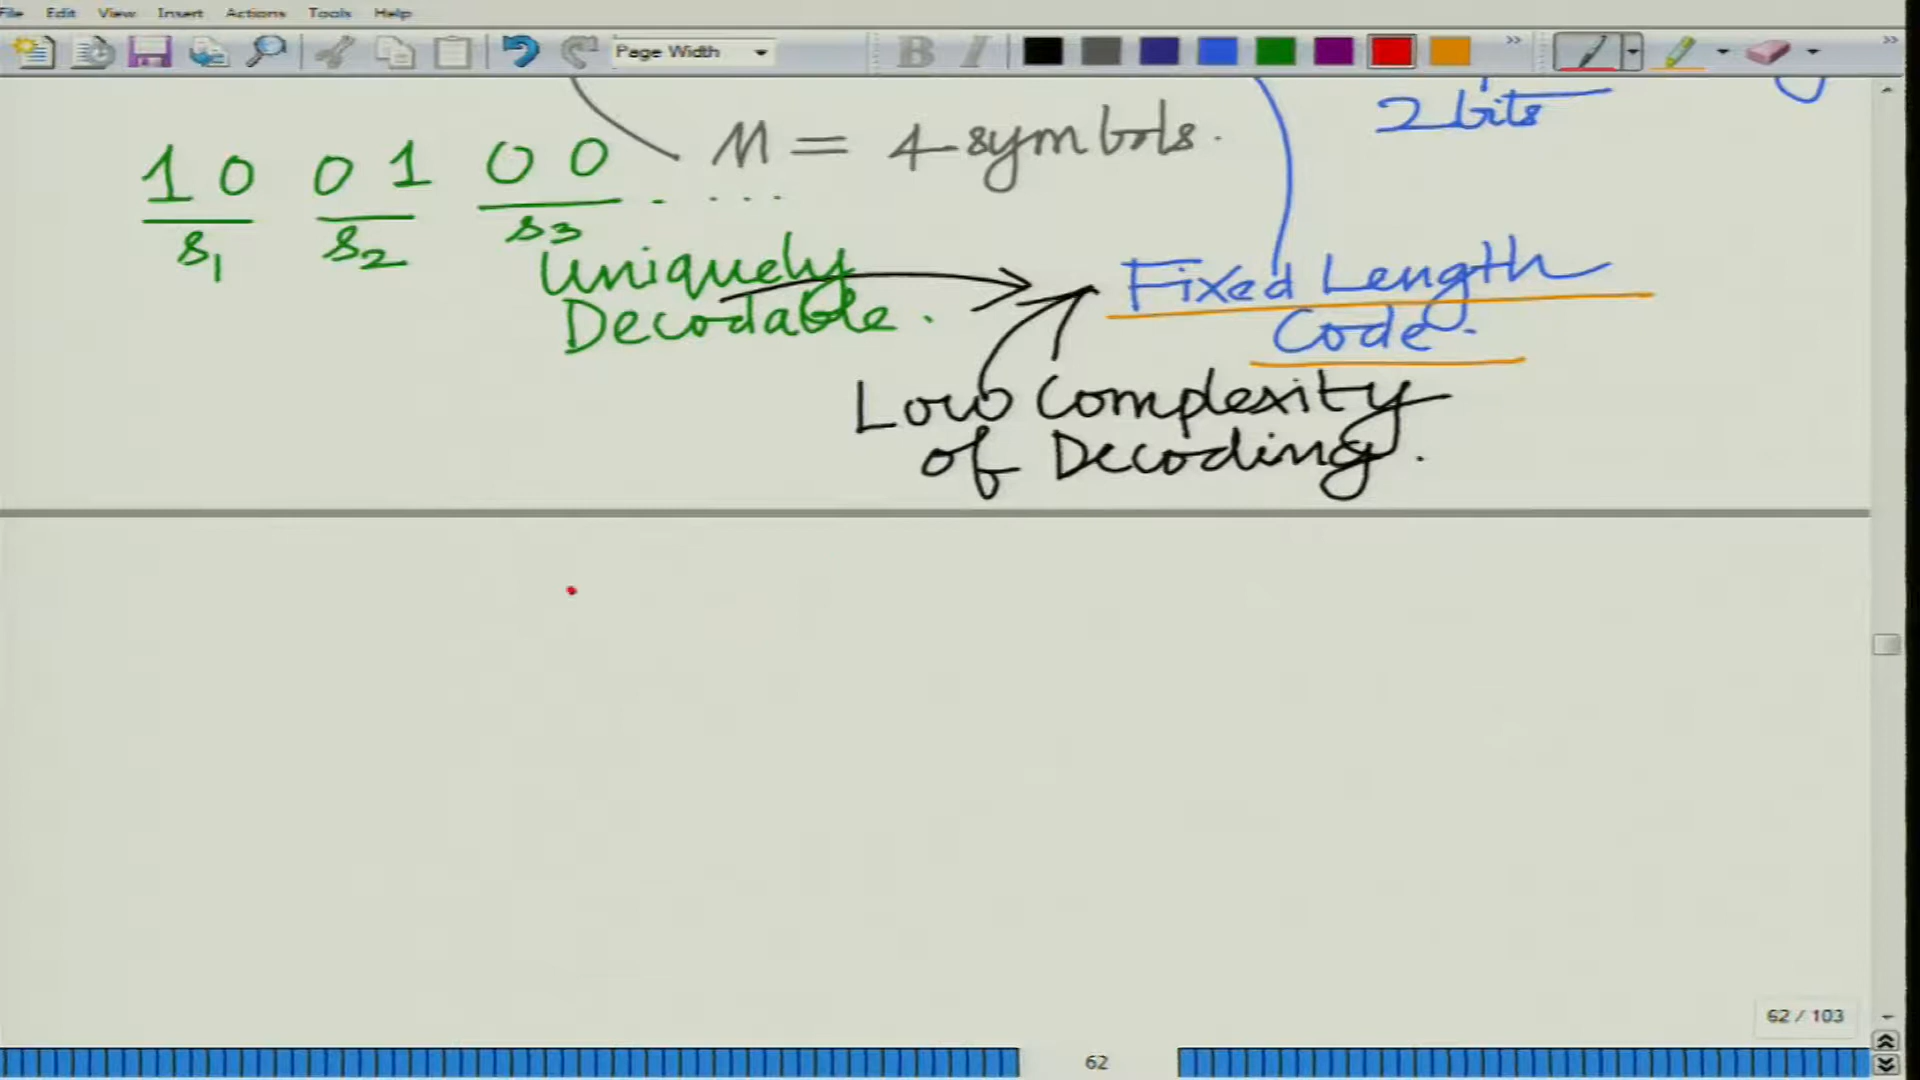 File Edit View Insert Actions Tools Help
Page Width
B I
2 bits
M = 4 symbols.
1 0 0 1 0 0 . . . .
s1 s2 s3
Uniquely
Decodable.
Fixed Length
Code.
Low Complexity
of Decoding.
62 / 103
62